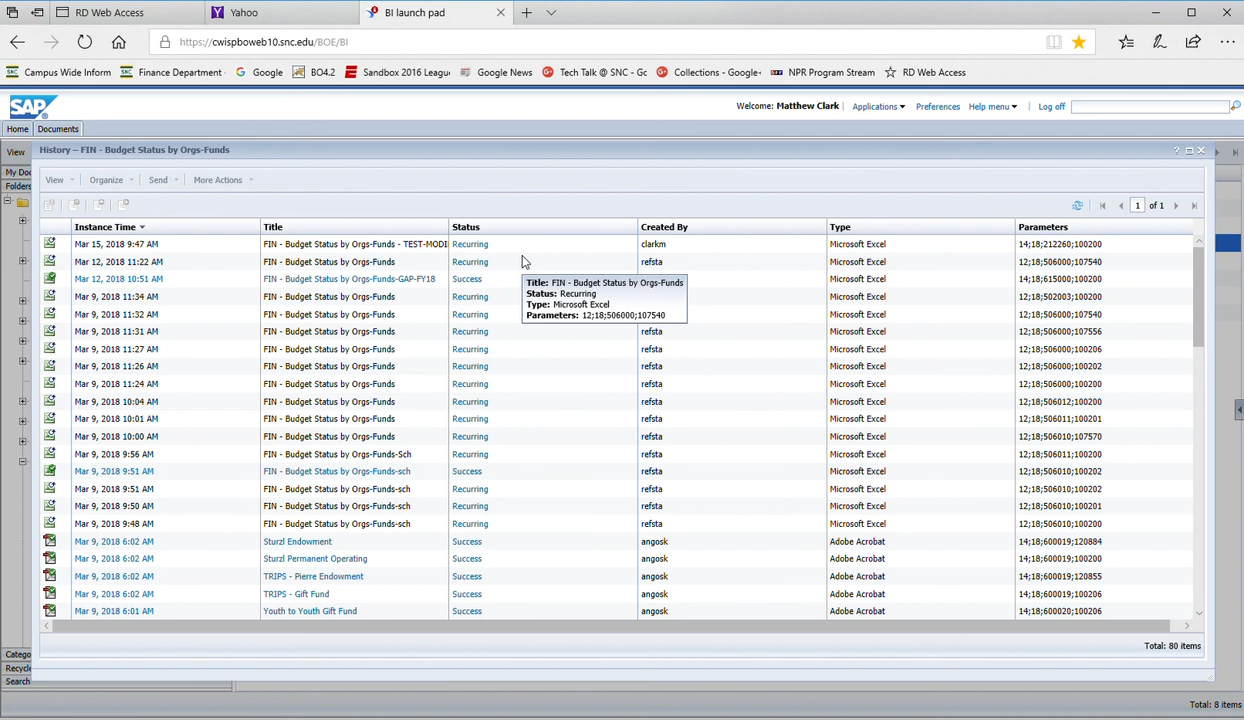 RD Web Access
Yahoo
BI launch pad
https://cwispboweb10.snc.edu/BOE/BI
Campus Wide Inform
Finance Department
Google
BO4.2
Sandbox 2016 Leagu
Google News
Tech Talk @ SNC - Gc
Collections - Google+
NPR Program Stream
RD Web Access
SAP
Welcome: Matthew Clark
Applications
Preferences
Help menu
Log off
Home
Documents
View
History – FIN - Budget Status by Orgs-Funds
My Doc
Folders
View
Organize
Send
More Actions
1 of 1
Instance Time Title Status Created By Type Parameters
Mar 15, 2018 9:47 AM FIN - Budget Status by Orgs-Funds - TEST-MODI Recurring clarkm Microsoft Excel 14;18;212260;100200
Mar 12, 2018 11:22 AM FIN - Budget Status by Orgs-Funds Recurring refsta Microsoft Excel 12;18;506000;107540
Mar 12, 2018 10:51 AM FIN - Budget Status by Orgs-Funds-GAP-FY18 Success Microsoft Excel 14;18;615000;100200
Mar 9, 2018 11:34 AM FIN - Budget Status by Orgs-Funds Recurring Microsoft Excel 12;18;502003;100200
Mar 9, 2018 11:32 AM FIN - Budget Status by Orgs-Funds Recurring Microsoft Excel 12;18;506000;107540
Mar 9, 2018 11:31 AM FIN - Budget Status by Orgs-Funds Recurring refsta Microsoft Excel 12;18;506000;107556
Mar 9, 2018 11:27 AM FIN - Budget Status by Orgs-Funds Recurring refsta Microsoft Excel 12;18;506000;100206
Mar 9, 2018 11:26 AM FIN - Budget Status by Orgs-Funds Recurring refsta Microsoft Excel 12;18;506000;100202
Mar 9, 2018 11:24 AM FIN - Budget Status by Orgs-Funds Recurring refsta Microsoft Excel 12;18;506000;100200
Mar 9, 2018 10:04 AM FIN - Budget Status by Orgs-Funds Recurring refsta Microsoft Excel 12;18;506012;100200
Mar 9, 2018 10:01 AM FIN - Budget Status by Orgs-Funds Recurring refsta Microsoft Excel 12;18;506011;100201
Mar 9, 2018 10:00 AM FIN - Budget Status by Orgs-Funds Recurring refsta Microsoft Excel 12;18;506010;107570
Mar 9, 2018 9:56 AM FIN - Budget Status by Orgs-Funds-Sch Recurring refsta Microsoft Excel 12;18;506011;100200
Mar 9, 2018 9:51 AM FIN - Budget Status by Orgs-Funds-sch Success refsta Microsoft Excel 12;18;506010;100202
Mar 9, 2018 9:51 AM FIN - Budget Status by Orgs-Funds-sch Recurring refsta Microsoft Excel 12;18;506010;100202
Mar 9, 2018 9:50 AM FIN - Budget Status by Orgs-Funds-sch Recurring refsta Microsoft Excel 12;18;506010;100201
Mar 9, 2018 9:48 AM FIN - Budget Status by Orgs-Funds-sch Recurring refsta Microsoft Excel 12;18;506010;100200
Mar 9, 2018 6:02 AM Sturzl Endowment Success angosk Adobe Acrobat 14;18;600019;120884
Mar 9, 2018 6:02 AM Sturzl Permanent Operating Success angosk Adobe Acrobat 14;18;600019;100200
Mar 9, 2018 6:02 AM TRIPS - Pierre Endowment Success angosk Adobe Acrobat 14;18;600019;120855
Mar 9, 2018 6:02 AM TRIPS - Gift Fund Success angosk Adobe Acrobat 14;18;600019;100206
Mar 9, 2018 6:01 AM Youth to Youth Gift Fund Success angosk Adobe Acrobat 14;18;600020;100206
Title: FIN - Budget Status by Orgs-Funds
Status: Recurring
Type: Microsoft Excel
Parameters: 12;18;506000;107540
Total: 80 items
Catego
Recycle
Search
Total: 8 items